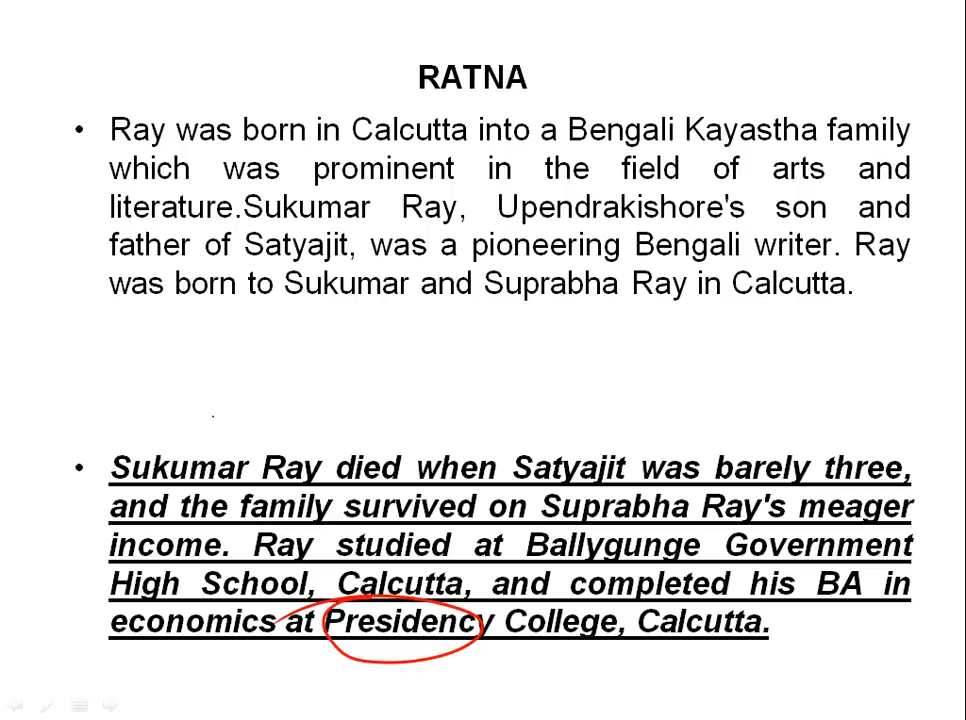 RATNA
• Ray was born in Calcutta into a Bengali Kayastha family
which was prominent in the field of arts and
literature.Sukumar Ray, Upendrakishore's son and
father of Satyajit, was a pioneering Bengali writer. Ray
was born to Sukumar and Suprabha Ray in Calcutta.
• Sukumar Ray died when Satyajit was barely three,
and the family survived on Suprabha Ray's meager
income. Ray studied at Ballygunge Government
High School, Calcutta, and completed his BA in
economics at Presidency College, Calcutta.